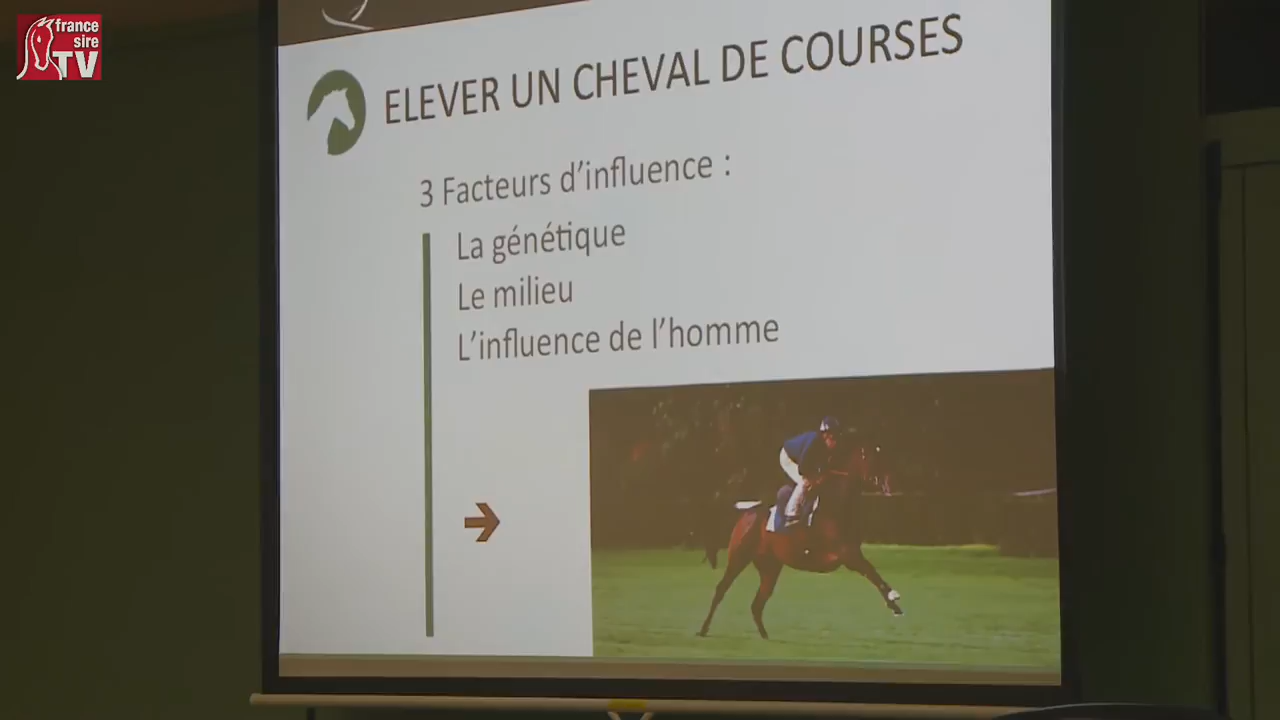 france
sire
TV
ELEVER UN CHEVAL DE COURSES
3 Facteurs d'influence :
La génétique
Le milieu
L'influence de l'homme